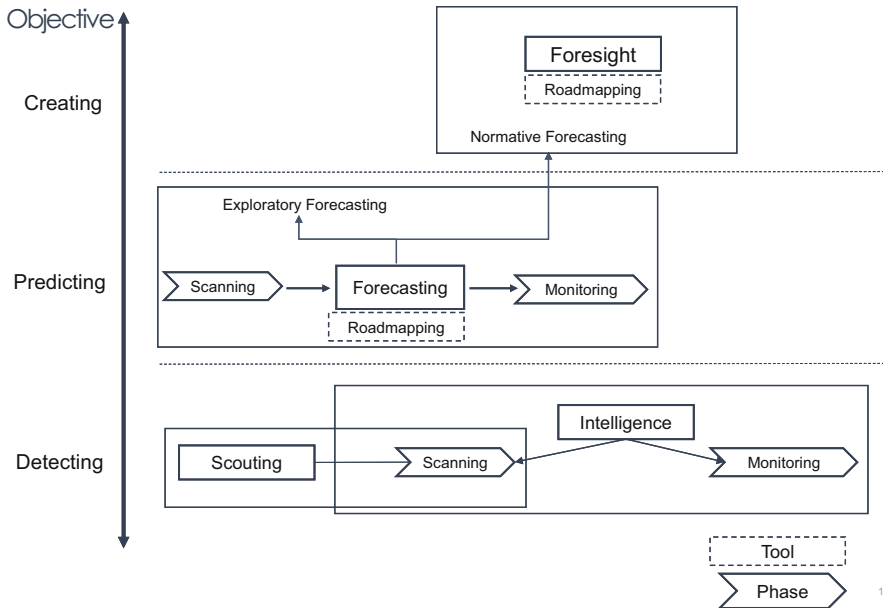 Objective
Foresight
Roadmapping
Creating
Normative Forecasting
Exploratory Forecasting
Predicting
Scanning
Forecasting
Monitoring
Roadmapping
Intelligence
Detecting
Scouting
Scanning
Monitoring
Tool
Phase
1